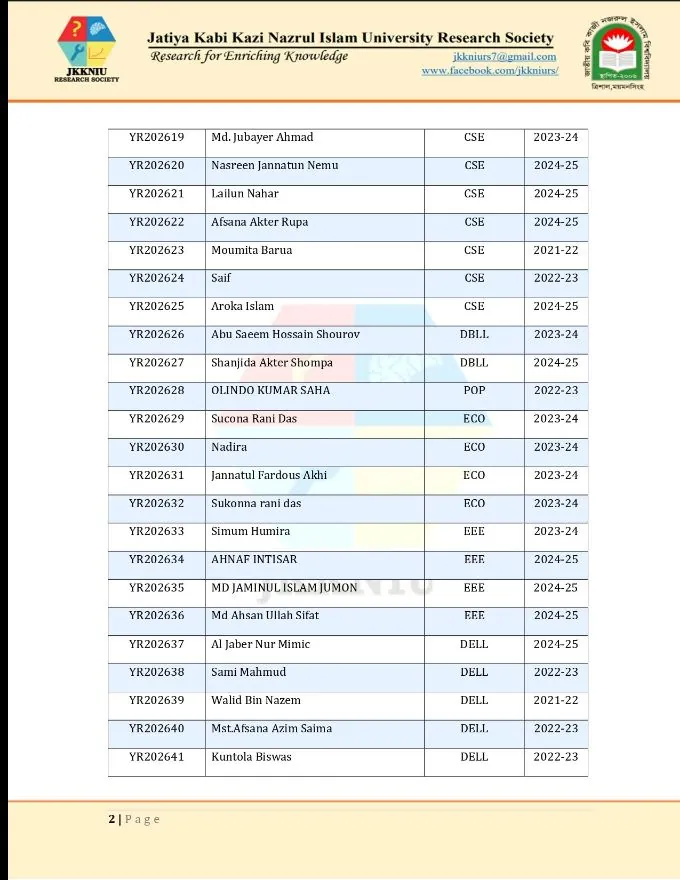 Jatiya Kabi Kazi Nazrul Islam University Research Society
Research for Enriching Knowledge
jkkniurs7@gmail.com
www.facebook.com/jkkniurs/
JKKNIU
RESEARCH SOCIETY
জাতীয় কবি কাজী নজরুল ইসলাম বিশ্ববিদ্যালয়
স্থাপিত-২০০৬
ত্রিশাল,ময়মনসিংহ
YR202619 Md. Jubayer Ahmad CSE 2023-24
YR202620 Nasreen Jannatun Nemu CSE 2024-25
YR202621 Lailun Nahar CSE 2024-25
YR202622 Afsana Akter Rupa CSE 2024-25
YR202623 Moumita Barua CSE 2021-22
YR202624 Saif CSE 2022-23
YR202625 Aroka Islam CSE 2024-25
YR202626 Abu Saeem Hossain Shourov DBLL 2023-24
YR202627 Shanjida Akter Shompa DBLL 2024-25
YR202628 OLINDO KUMAR SAHA POP 2022-23
YR202629 Sucona Rani Das ECO 2023-24
YR202630 Nadira ECO 2023-24
YR202631 Jannatul Fardous Akhi ECO 2023-24
YR202632 Sukonna rani das ECO 2023-24
YR202633 Simum Humira EEE 2023-24
YR202634 AHNAF INTISAR EEE 2024-25
YR202635 MD JAMINUL ISLAM JUMON EEE 2024-25
JKKNIU
YR202636 Md Ahsan Ullah Sifat EEE 2024-25
YR202637 Al Jaber Nur Mimic DELL 2024-25
YR202638 Sami Mahmud DELL 2022-23
YR202639 Walid Bin Nazem DELL 2021-22
YR202640 Mst.Afsana Azim Saima DELL 2022-23
YR202641 Kuntola Biswas DELL 2022-23
2 | Page